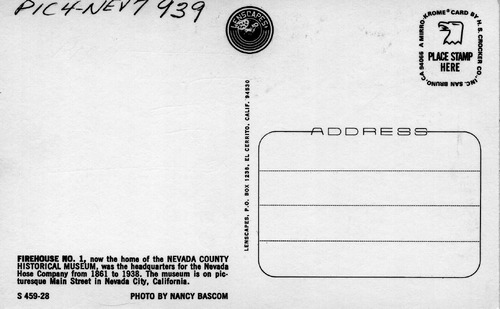 PIC4-NEV7 939
LENSCAPES®
A MIRRO-KROME® CARD BY H. S. CROCKER CO., INC. SAN BRUNO, CA 94066
PLACE STAMP
HERE
ADDRESS
LENSCAPES, P.O. BOX 1238, EL CERRITO, CALIF. 94530
FIREHOUSE NO. 1, now the home of the NEVADA COUNTY
HISTORICAL MUSEUM, was the headquarters for the Nevada
Hose Company from 1861 to 1938. The museum is on pic-
turesque Main Street in Nevada City, California.
S 459-28
PHOTO BY NANCY BASCOM